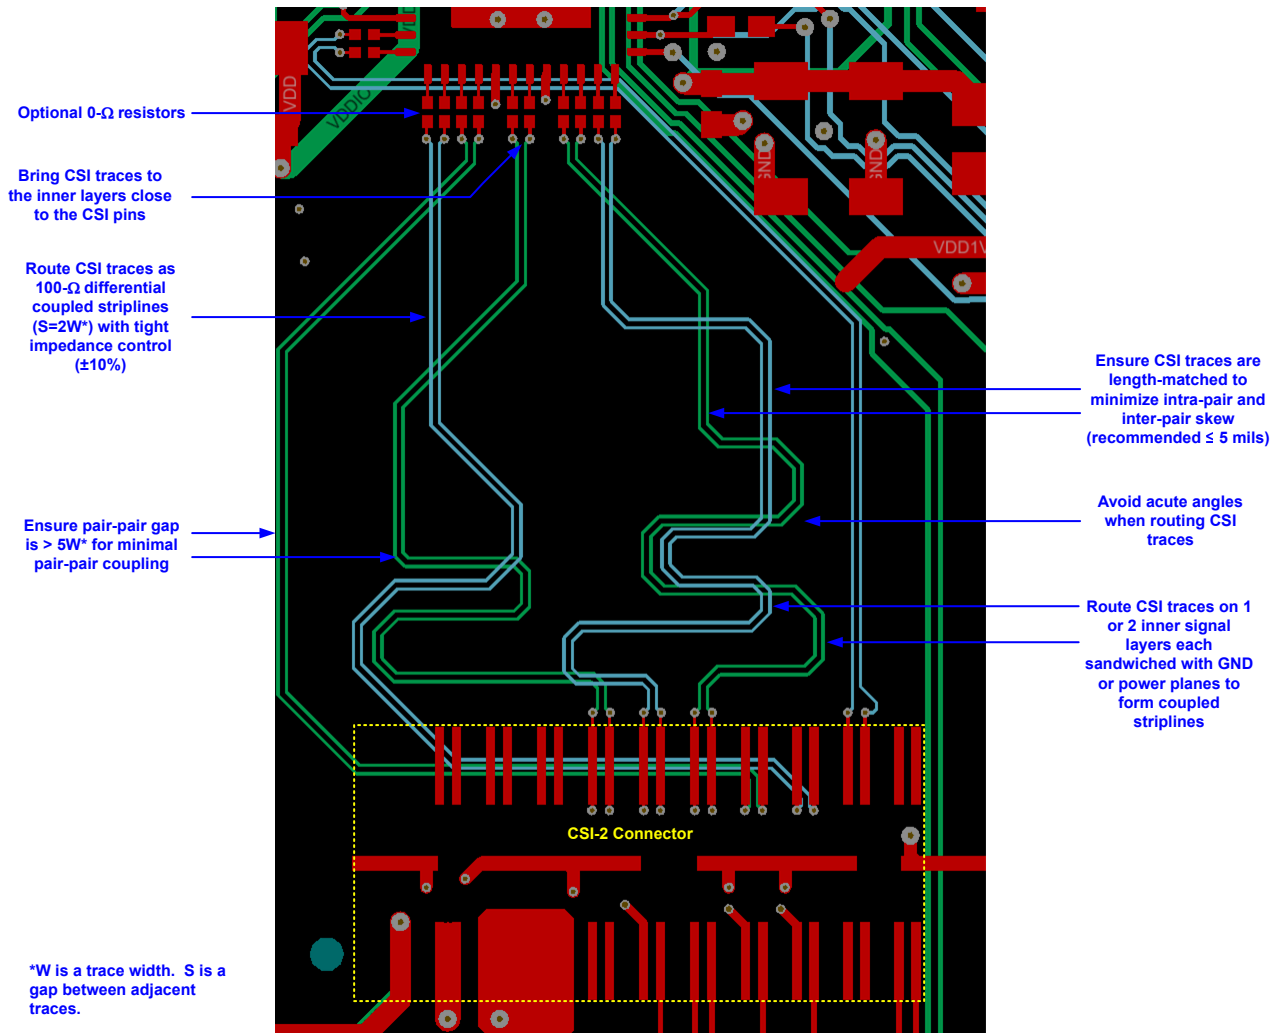 VDD
VDDIO
VDD
GND
GND
VDD1V
Optional 0-Ω resistors
Bring CSI traces to
the inner layers close
to the CSI pins
Route CSI traces as
100-Ω differential
coupled striplines
(S=2W*) with tight
impedance control
(±10%)
Ensure pair-pair gap
is > 5W* for minimal
pair-pair coupling
Ensure CSI traces are
length-matched to
minimize intra-pair and
inter-pair skew
(recommended ≤ 5 mils)
Avoid acute angles
when routing CSI
traces
Route CSI traces on 1
or 2 inner signal
layers each
sandwiched with GND
or power planes to
form coupled
striplines
CSI-2 Connector
*W is a trace width. S is a
gap between adjacent
traces.